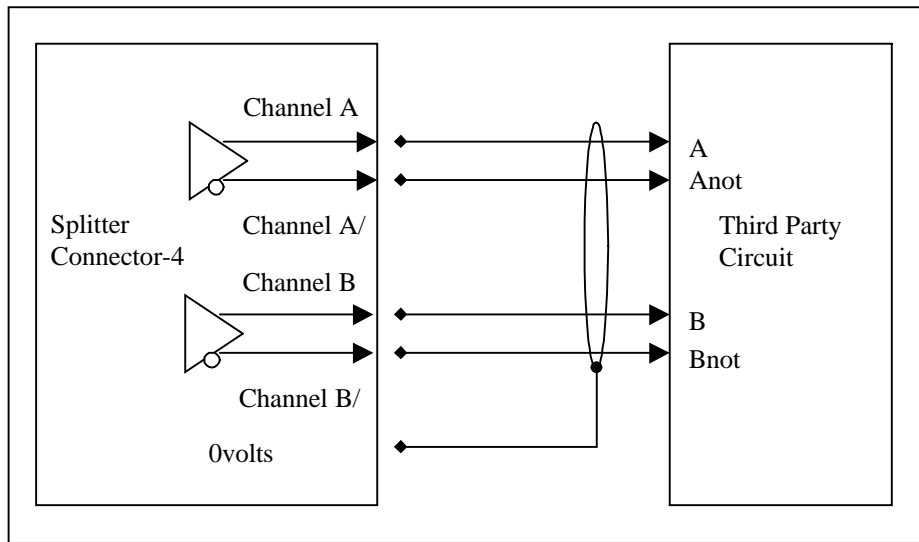 Channel A
A
Anot
Splitter
Connector-4
Channel A/
Third Party
Circuit
Channel B
B
Bnot
Channel B/
0volts